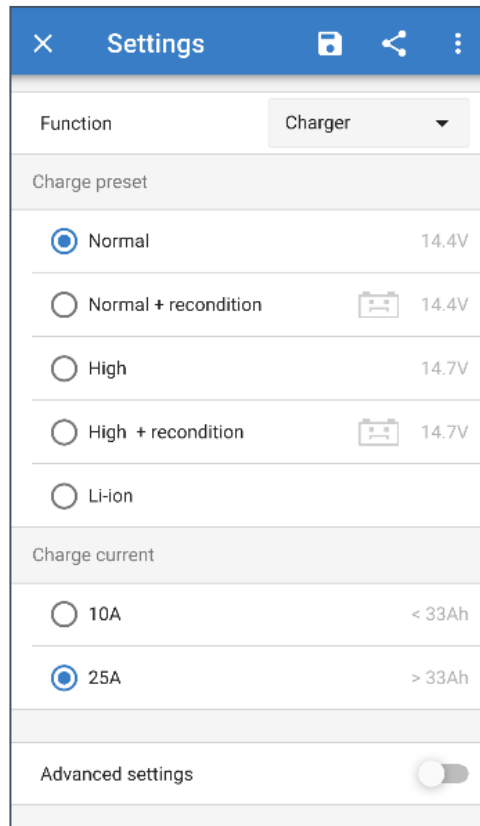 Settings
Function Charger
Charge preset
Normal 14.4V
Normal + recondition 14.4V
High 14.7V
High + recondition 14.7V
Li-ion
Charge current
10A < 33Ah
25A > 33Ah
Advanced settings